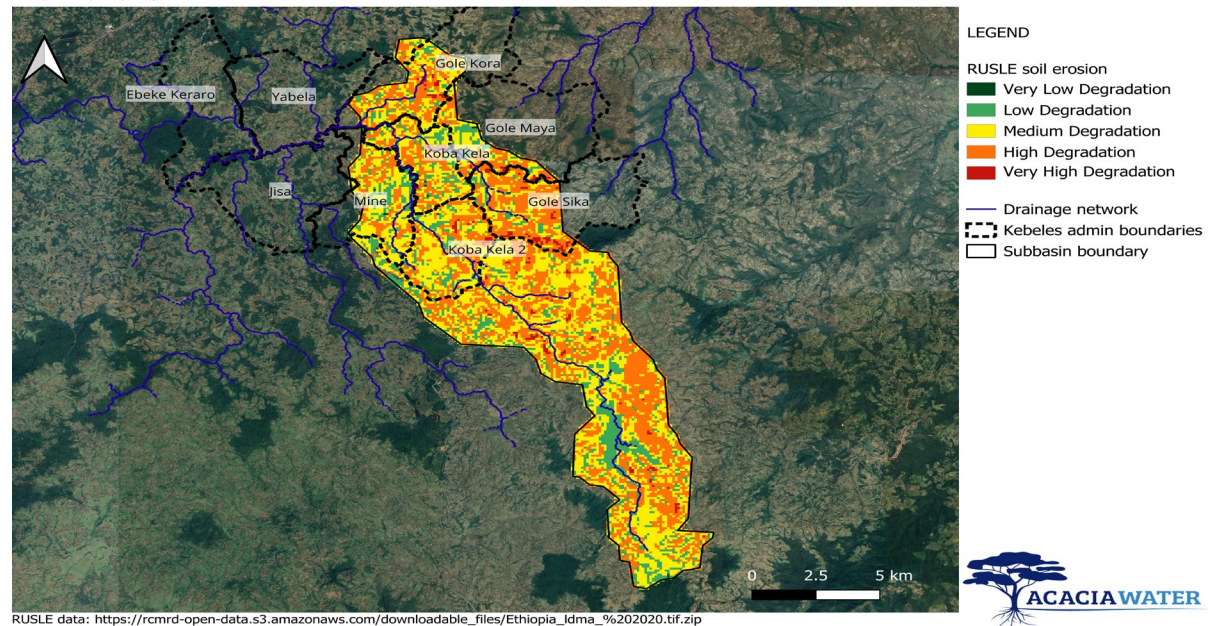 LEGEND
RUSLE soil erosion
Very Low Degradation
Low Degradation
Medium Degradation
High Degradation
Very High Degradation
Drainage network
Kebeles admin boundaries
Subbasin boundary
Gole Kora
Ebeke Keraro
Yabela
Gole Maya
Koba Kela
Jisa
Mine
Gole Sika
Koba Kela 2
0 2.5 5 km
ACACIAWATER
RUSLE data: https://rcmrd-open-data.s3.amazonaws.com/downloadable_files/Ethiopia_ldma_%202020.tif.zip